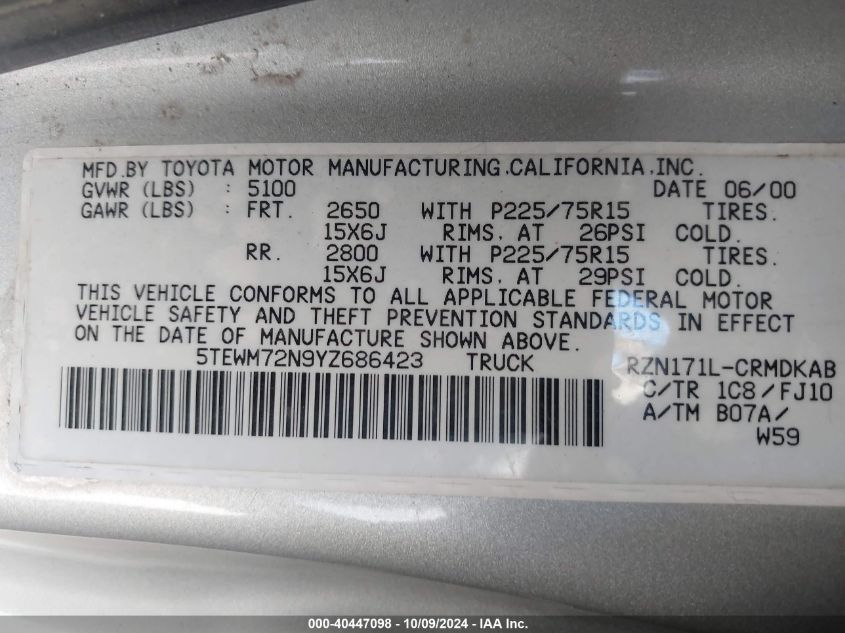 MFD.BY TOYOTA MOTOR MANUFACTURING,CALIFORNIA,INC.
GVWR (LBS) : 5100 DATE 06/00
GAWR (LBS) : FRT. 2650 WITH P225/75R15 TIRES.
15X6J RIMS, AT 26PSI COLD.
RR. 2800 WITH P225/75R15 TIRES.
15X6J RIMS, AT 29PSI COLD.
THIS VEHICLE CONFORMS TO ALL APPLICABLE FEDERAL MOTOR
VEHICLE SAFETY AND THEFT PREVENTION STANDARDS IN EFFECT
ON THE DATE OF MANUFACTURE SHOWN ABOVE.
5TEWM72N9YZ686423 TRUCK RZN171L-CRMDKAB
C/TR 1C8/FJ10
A/TM B07A/
W59
000-40447098 - 10/09/2024 - IAA Inc.